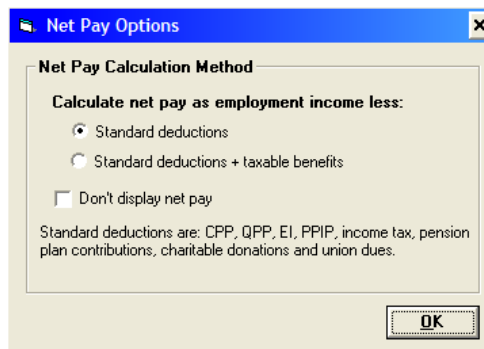 Net Pay Options
Net Pay Calculation Method
Calculate net pay as employment income less:
Standard deductions
Standard deductions + taxable benefits
Don't display net pay
Standard deductions are: CPP, QPP, EI, PPIP, income tax, pension
plan contributions, charitable donations and union dues.
OK